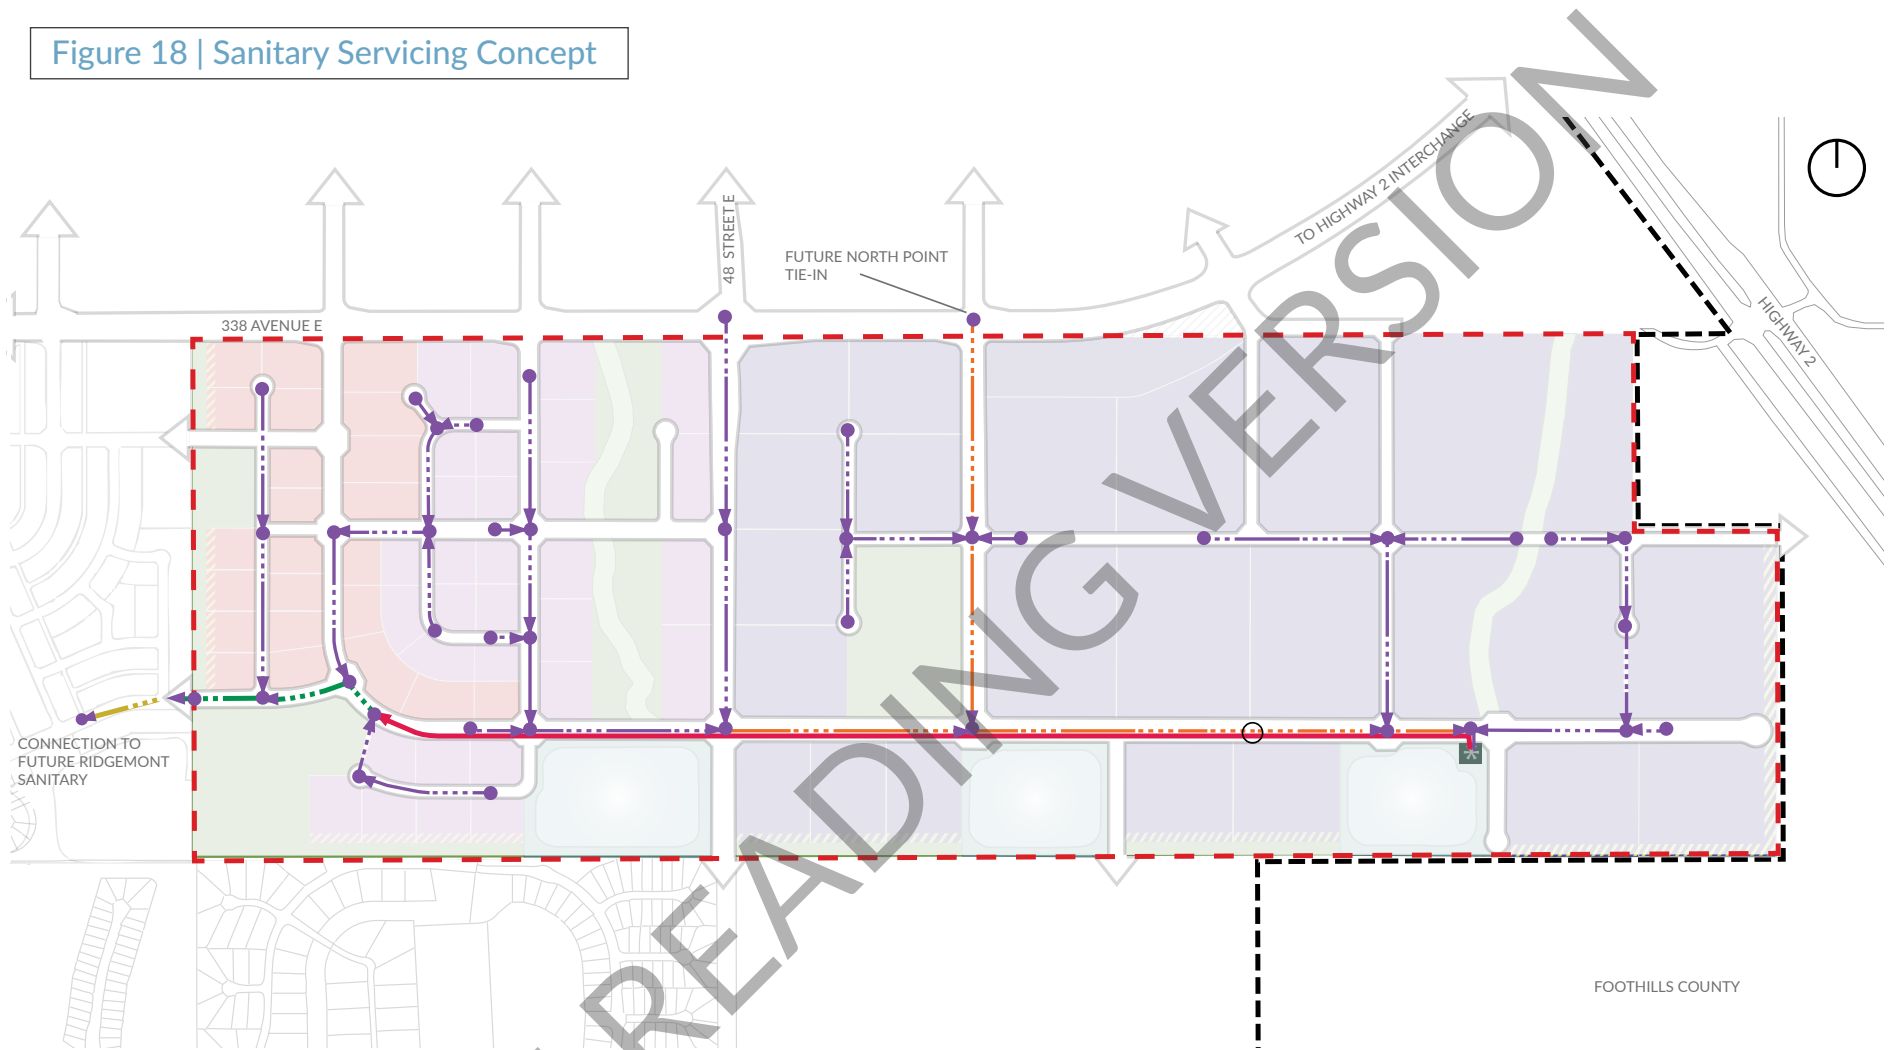 Figure 18 | Sanitary Servicing Concept
TO HIGHWAY 2 INTERCHANGE
48 STREET E
FUTURE NORTH POINT
TIE-IN
338 AVENUE E
HIGHWAY 2
CONNECTION TO
FUTURE RIDGEMONT
SANITARY
FOOTHILLS COUNTY
READING VERSION